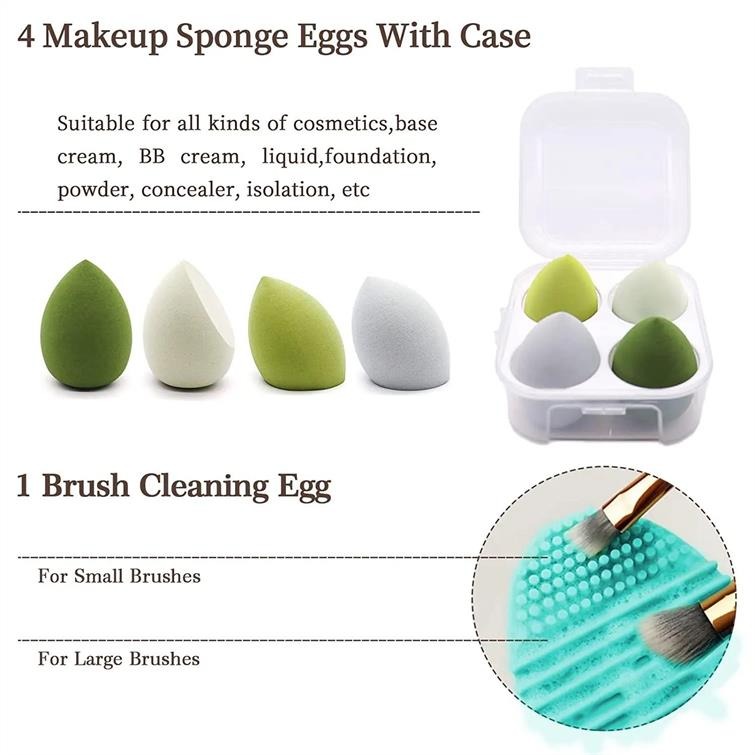 4 Makeup Sponge Eggs With Case
Suitable for all kinds of cosmetics,base
cream, BB cream, liquid,foundation,
powder, concealer, isolation, etc
1 Brush Cleaning Egg
For Small Brushes
For Large Brushes